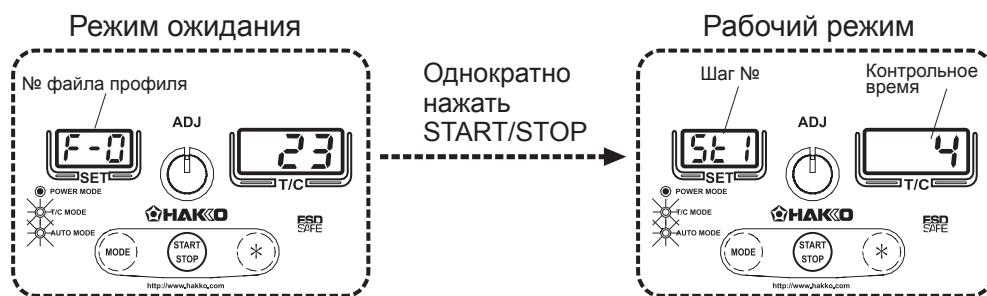 Режим ожидания
№ файла профиля
ADJ
F-0
23
SET
T/C
POWER MODE
T/C MODE
AUTO MODE
HAKKO
ESD
SAFE
MODE
START
STOP
*
http://www.hakko.com
Однократно
нажать
START/STOP
Рабочий режим
Шаг №
Контрольное
время
ADJ
St1
4
SET
T/C
POWER MODE
T/C MODE
AUTO MODE
HAKKO
ESD
SAFE
MODE
START
STOP
*
http://www.hakko.com